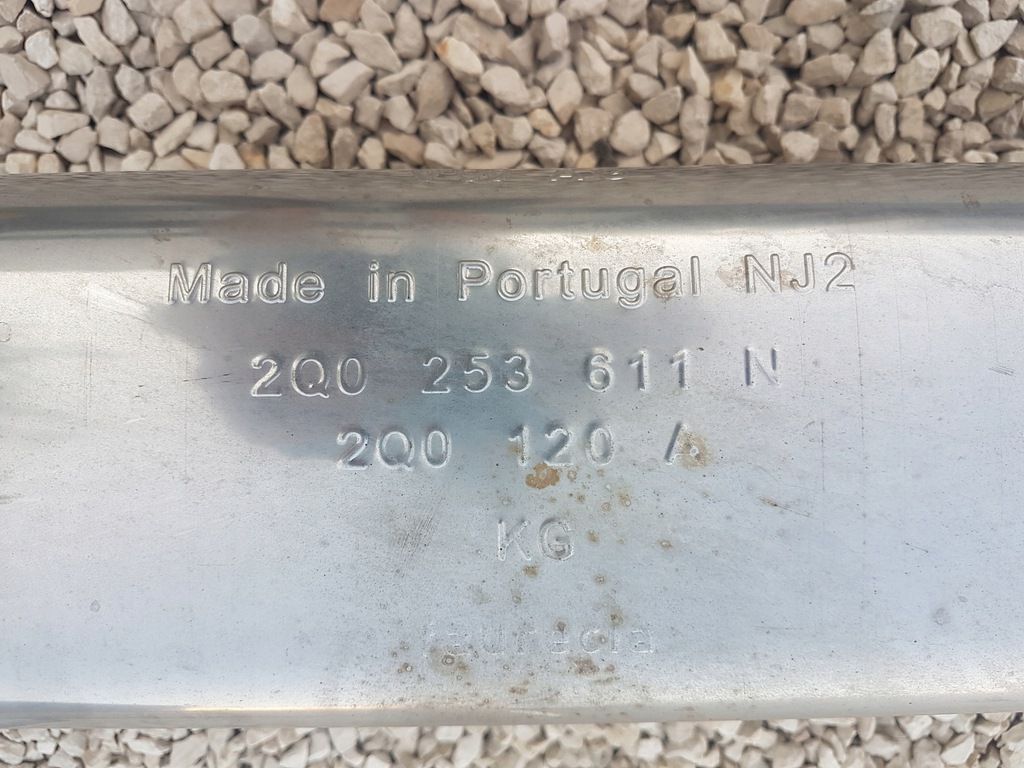 Made in Portugal NJ2
2Q0 253 611 N
2Q0 120 A
KG
faurecia